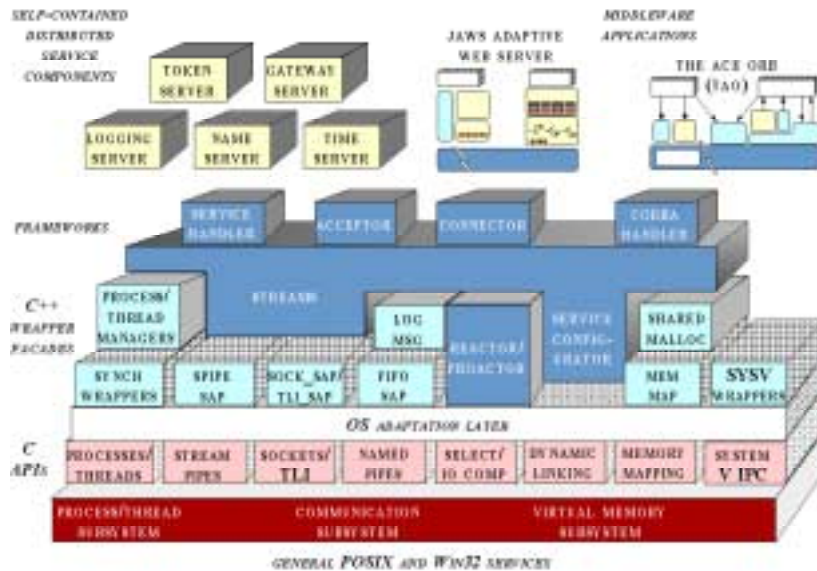 SELF-CONTAINED
DISTRIBUTED
SERVICE
COMPONENTS
TOKEN
SERVER
GATEWAY
SERVER
LOGGING
SERVER
NAME
SERVER
TIME
SERVER
JAWS ADAPTIVE
WEB SERVER
MIDDLEWARE
APPLICATIONS
THE ACE ORB
(TAO)
FRAMEWORKS
SERVICE
HANDLER
ACCEPTOR
CONNECTOR
CORBA
HANDLER
STREAMS
C++
WRAPPER
FACADES
PROCESS/
THREAD
MANAGERS
LOG
MSG
REACTOR/
PROACTOR
SERVICE
CONFIG-
URATOR
SHARED
MALLOC
SYNCH
WRAPPERS
SPIPE
SAP
SOCK_SAP/
TLI_SAP
FIFO
SAP
MEM
MAP
SYSV
WRAPPERS
OS ADAPTATION LAYER
C
APIS
PROCESSES/
THREADS
STREAM
PIPES
SOCKETS/
TLI
NAMED
PIPES
SELECT/
IO COMP
DYNAMIC
LINKING
MEMORY
MAPPING
SYSTEM
V IPC
PROCESS/THREAD
SUBSYSTEM
COMMUNICATION
SUBSYSTEM
VIRTUAL MEMORY
SUBSYSTEM
GENERAL POSIX AND WIN32 SERVICES